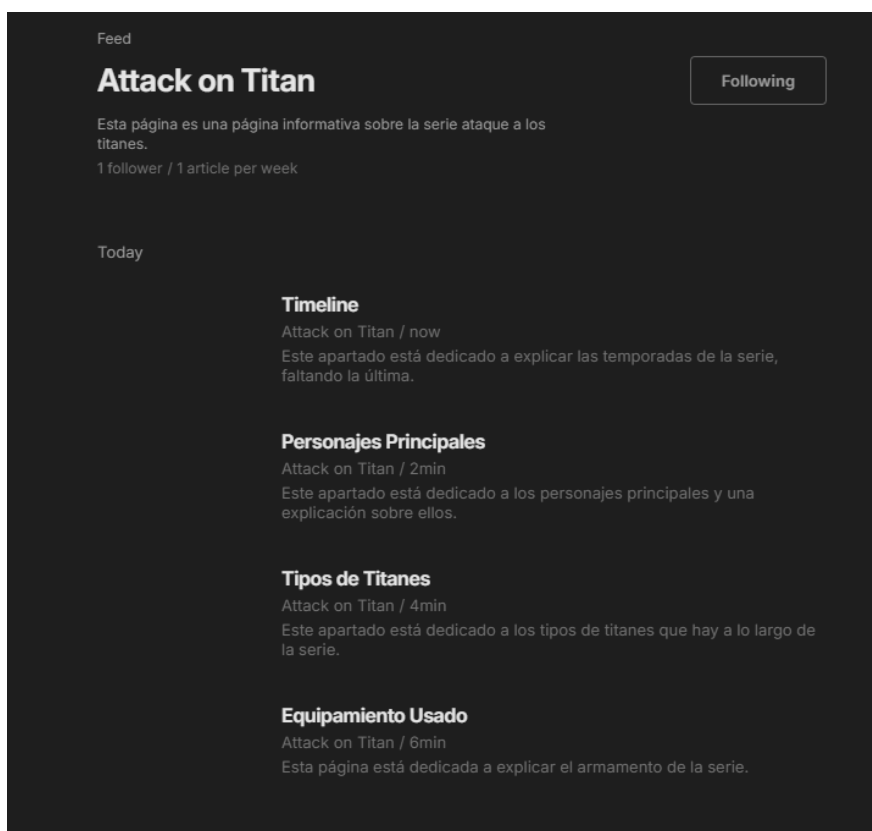 Feed
Attack on Titan
Following
Esta página es una página informativa sobre la serie ataque a los
titanes.
1 follower / 1 article per week
Today
Timeline
Attack on Titan / now
Este apartado está dedicado a explicar las temporadas de la serie,
faltando la última.
Personajes Principales
Attack on Titan / 2min
Este apartado está dedicado a los personajes principales y una
explicación sobre ellos.
Tipos de Titanes
Attack on Titan / 4min
Este apartado está dedicado a los tipos de titanes que hay a lo largo de
la serie.
Equipamiento Usado
Attack on Titan / 6min
Esta página está dedicada a explicar el armamento de la serie.